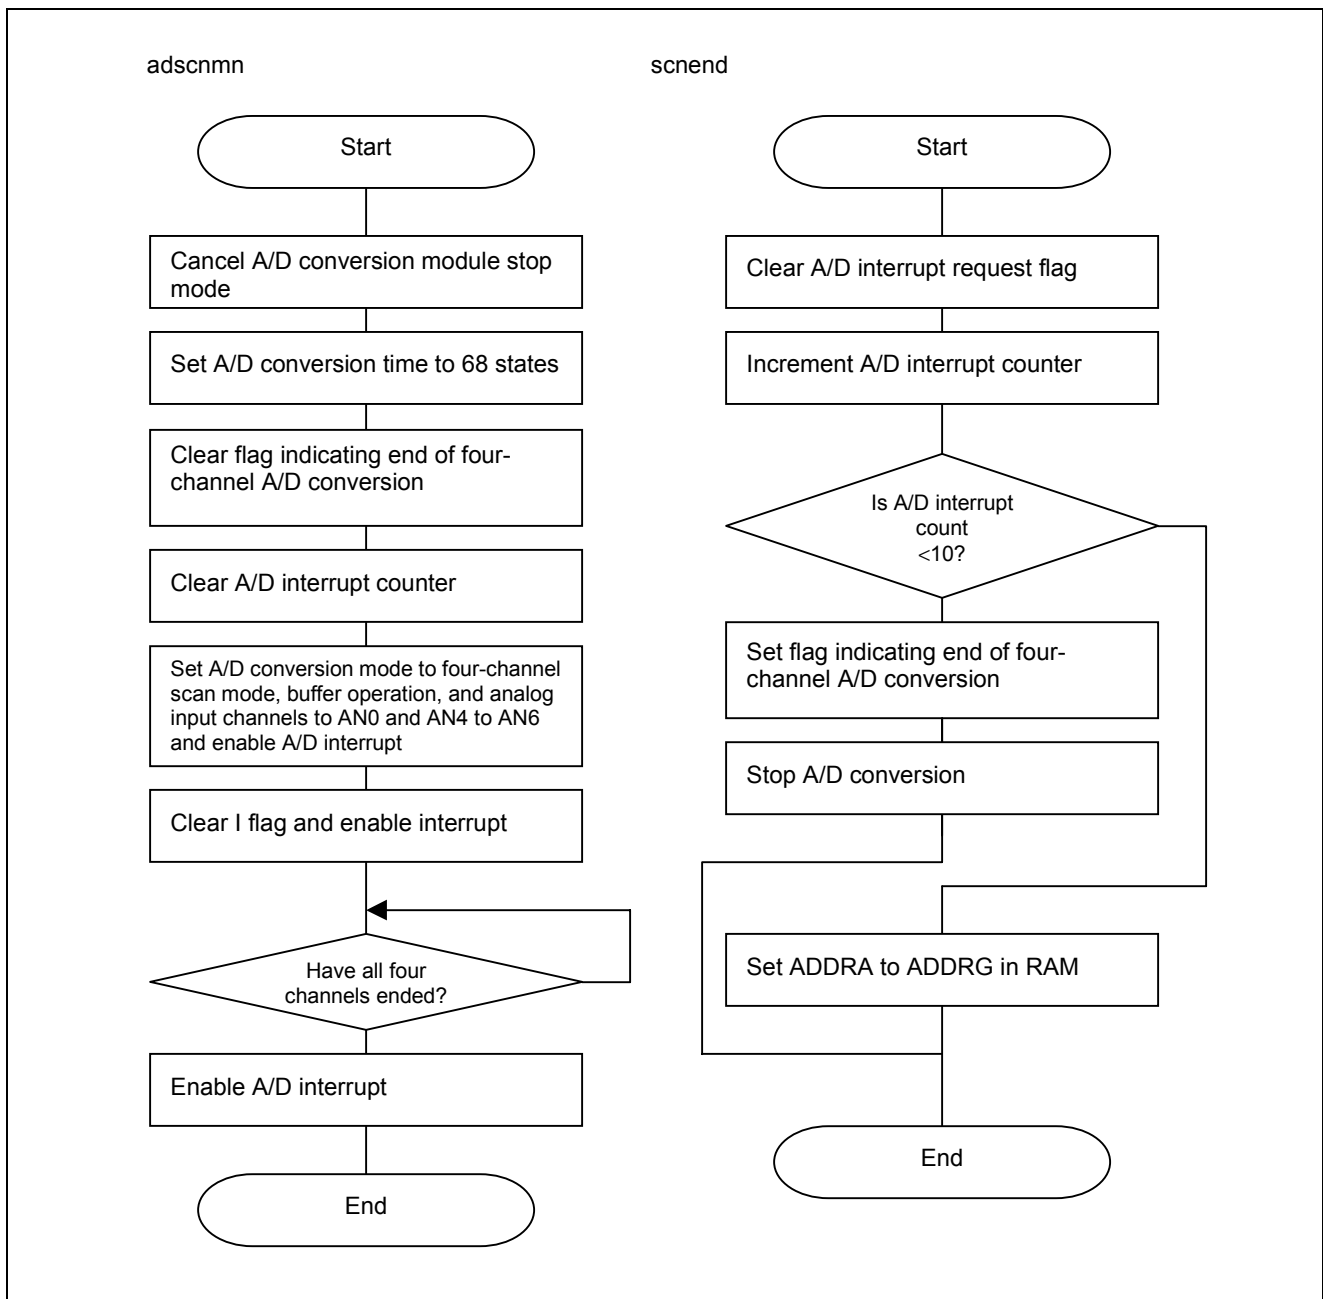 adscnmn
Start
Cancel A/D conversion module stop
mode
Set A/D conversion time to 68 states
Clear flag indicating end of four-
channel A/D conversion
Clear A/D interrupt counter
Set A/D conversion mode to four-channel
scan mode, buffer operation, and analog
input channels to AN0 and AN4 to AN6
and enable A/D interrupt
Clear I flag and enable interrupt
Have all four
channels ended?
Enable A/D interrupt
End
scnend
Start
Clear A/D interrupt request flag
Increment A/D interrupt counter
Is A/D interrupt
count
<10?
Set flag indicating end of four-
channel A/D conversion
Stop A/D conversion
Set ADDRA to ADDRG in RAM
End